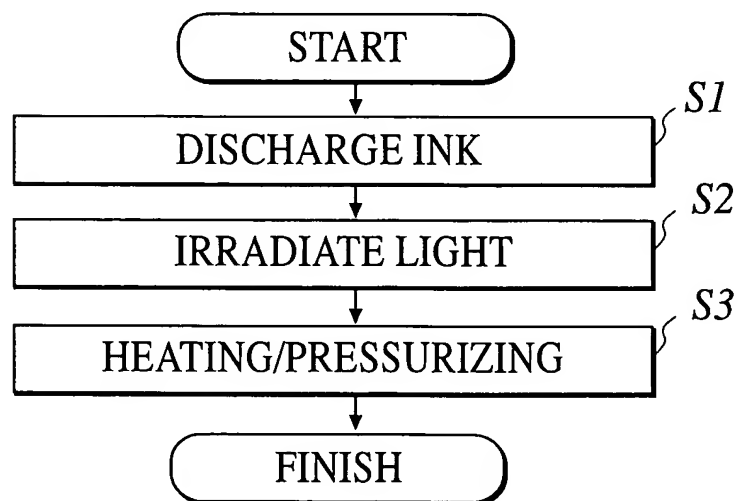 START
S1
DISCHARGE INK
S2
IRRADIATE LIGHT
S3
HEATING/PRESSURIZING
FINISH